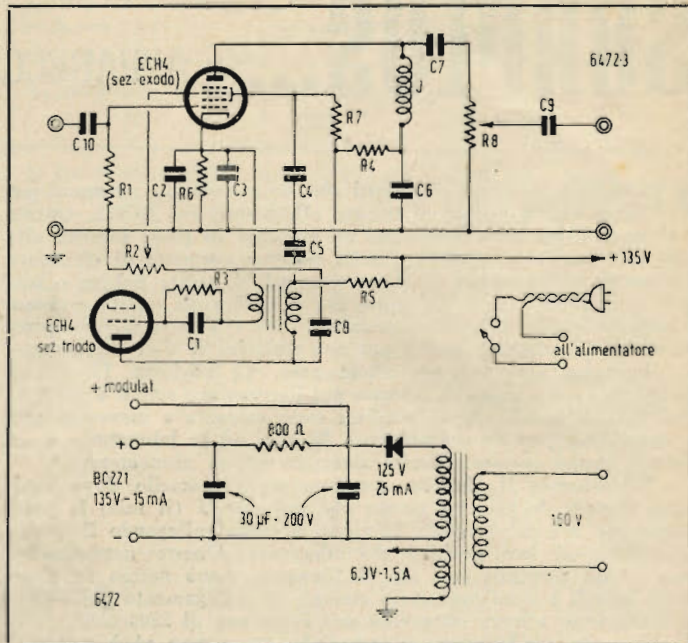 ECH4
(sez. exodo)
6472-3
C7
J
R7
C9
R8
C10
R4
R1
C2
R6
C3
C4
C6
C5
R2
+ 135 V
R3
R5
ECH4
sez. triodo
C1
C9
all'alimentatore
+ modulat.
800 Ω
+
BC221
135V - 15 mA
125 V
25 mA
30 µF - 200 V
150 V
-
6,3V-1,5A
6472